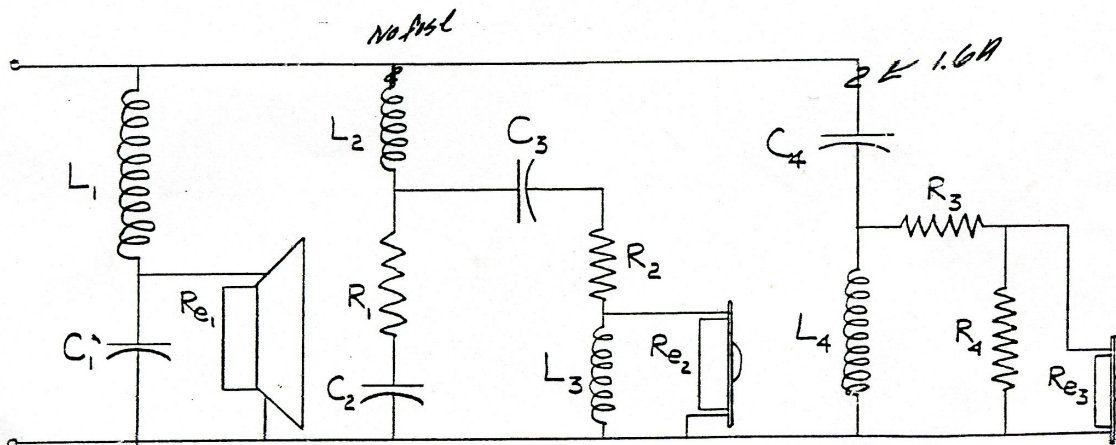 No fuse
1.6A
L₁
Re₁
C₁
L₂
R₁
C₂
C₃
R₂
L₃
Re₂
C₄
R₃
L₄
R₄
Re₃